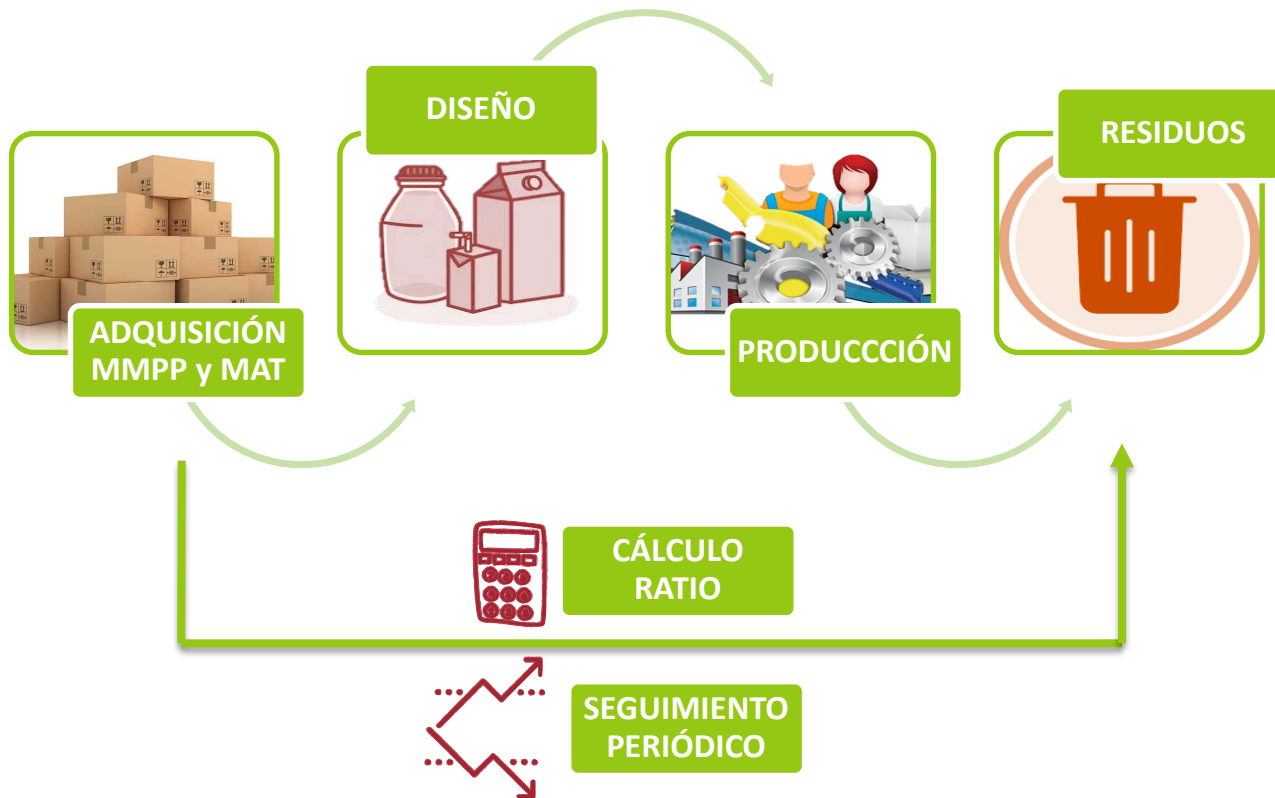 DISEÑO
RESIDUOS
ADQUISICIÓN
MMPP y MAT
PRODUCCCIÓN
CÁLCULO
RATIO
SEGUIMIENTO
PERIÓDICO